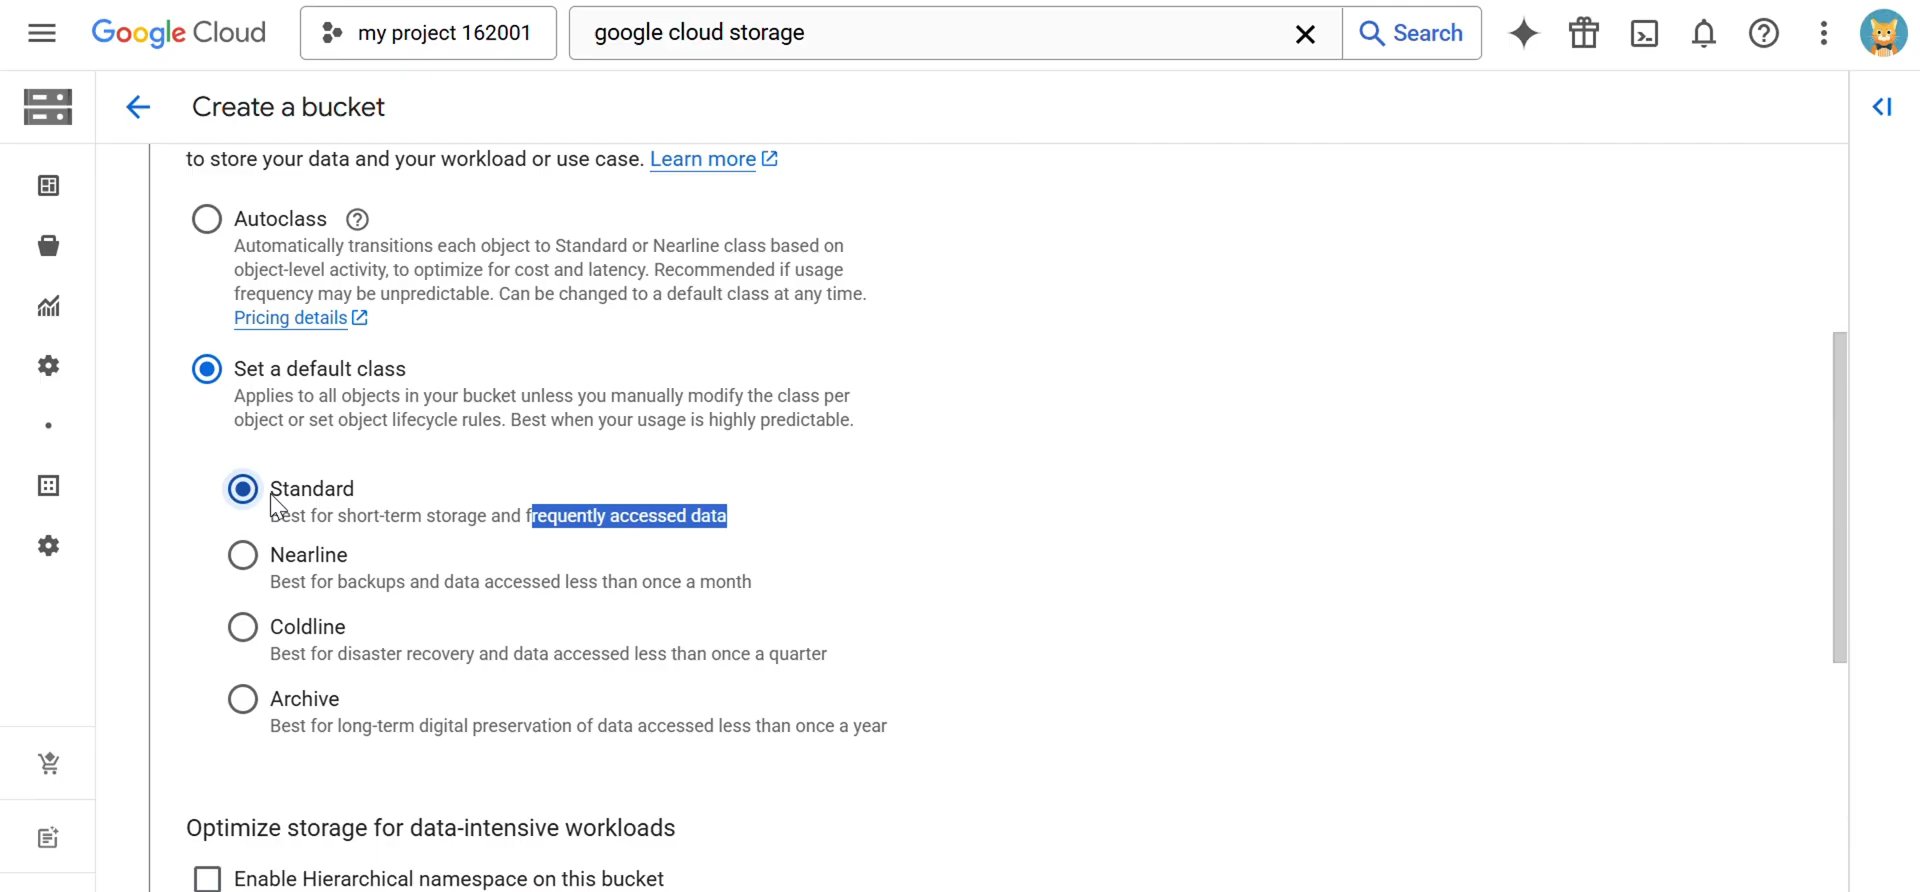 Google Cloud
my project 162001
google cloud storage
Search
Create a bucket
to store your data and your workload or use case. Learn more
Autoclass
Automatically transitions each object to Standard or Nearline class based on
object-level activity, to optimize for cost and latency. Recommended if usage
frequency may be unpredictable. Can be changed to a default class at any time.
Pricing details
Set a default class
Applies to all objects in your bucket unless you manually modify the class per
object or set object lifecycle rules. Best when your usage is highly predictable.
Standard
Best for short-term storage and frequently accessed data
Nearline
Best for backups and data accessed less than once a month
Coldline
Best for disaster recovery and data accessed less than once a quarter
Archive
Best for long-term digital preservation of data accessed less than once a year
Optimize storage for data-intensive workloads
Enable Hierarchical namespace on this bucket